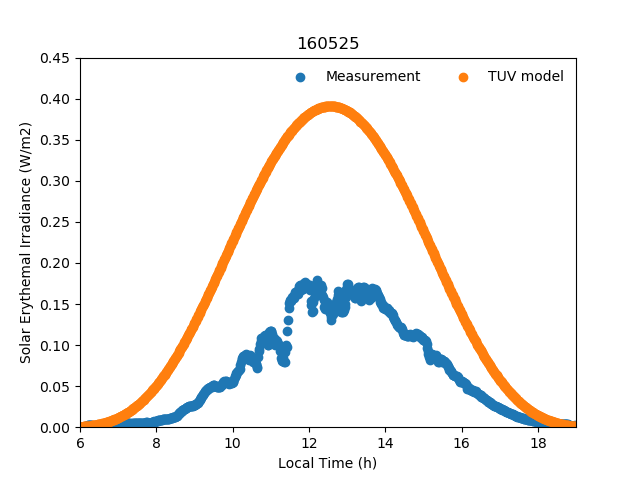 160525
Measurement TUV model
Solar Erythemal Irradiance (W/m2)
0.45
0.40
0.35
0.30
0.25
0.20
0.15
0.10
0.05
0.00
6 8 10 12 14 16 18
Local Time (h)